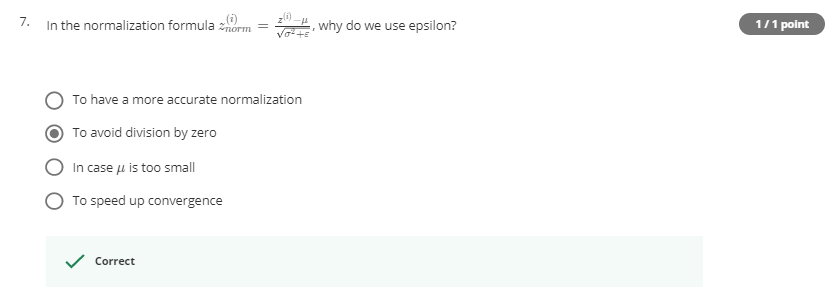 7. In the normalization formula z_norm^(i) = (z^(i) − μ) / √(σ² + ε), why do we use epsilon?
1 / 1 point
To have a more accurate normalization
To avoid division by zero
In case μ is too small
To speed up convergence
Correct